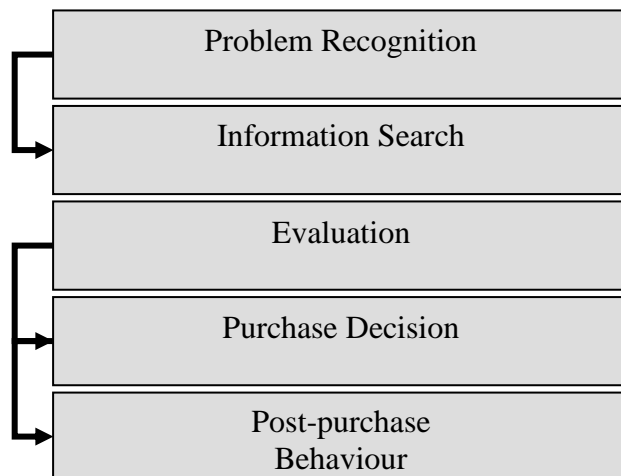 Problem Recognition
Information Search
Evaluation
Purchase Decision
Post-purchase
Behaviour